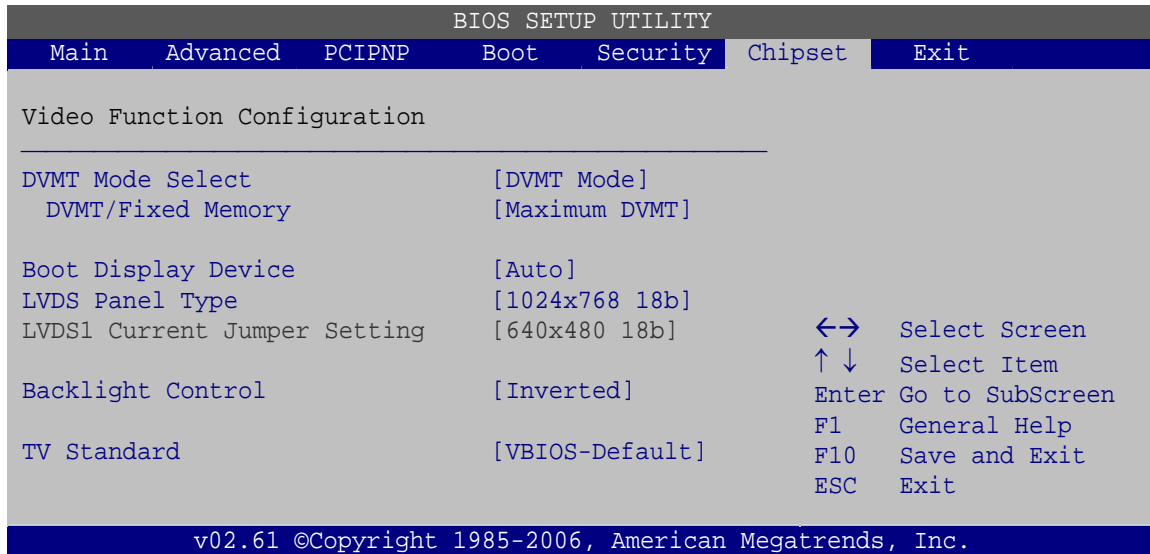 BIOS SETUP UTILITY
Main Advanced PCIPNP Boot Security Chipset Exit
Video Function Configuration
DVMT Mode Select [DVMT Mode]
DVMT/Fixed Memory [Maximum DVMT]
Boot Display Device [Auto]
LVDS Panel Type [1024x768 18b]
LVDS1 Current Jumper Setting [640x480 18b]
Backlight Control [Inverted]
TV Standard [VBIOS-Default]
←→ Select Screen
↑ ↓ Select Item
Enter Go to SubScreen
F1 General Help
F10 Save and Exit
ESC Exit
v02.61 ©Copyright 1985-2006, American Megatrends, Inc.